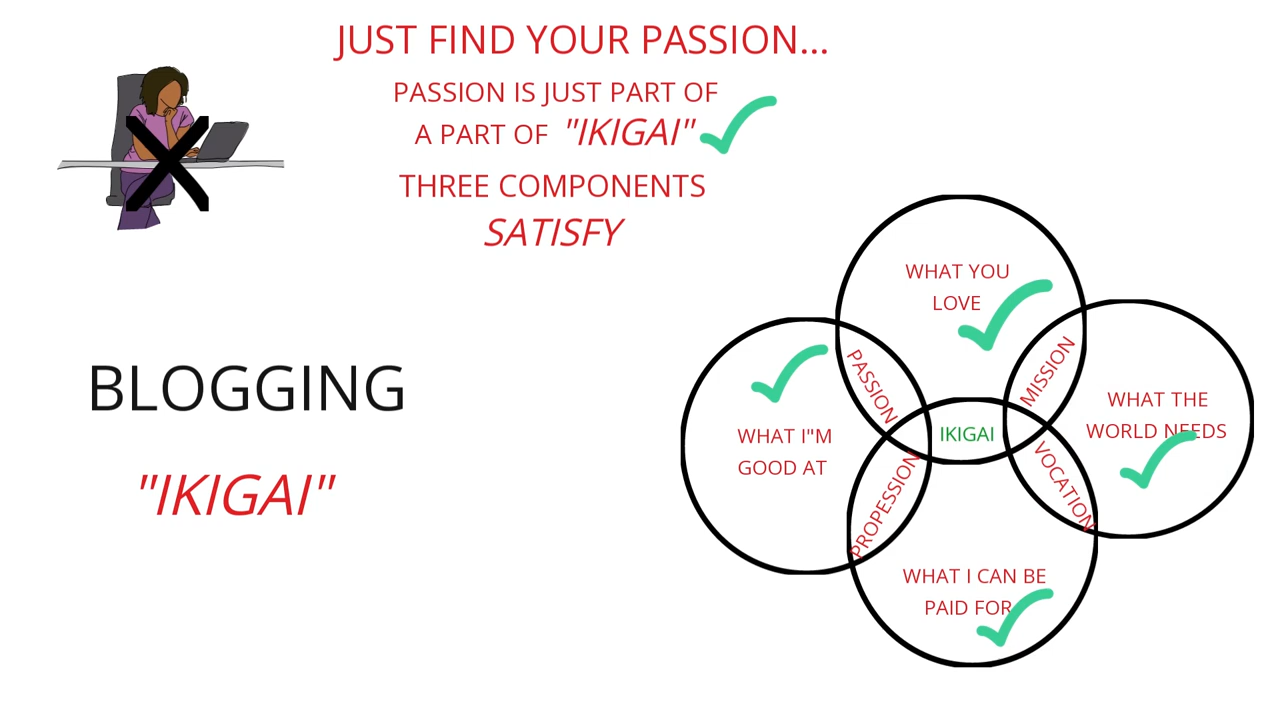 JUST FIND YOUR PASSION...
PASSION IS JUST PART OF
A PART OF "IKIGAI"
THREE COMPONENTS
SATISFY
BLOGGING
"IKIGAI"
WHAT YOU
LOVE
PASSION
MISSION
WHAT I"M
GOOD AT
IKIGAI
WHAT THE
WORLD NEEDS
PROPESSION
VOCATION
WHAT I CAN BE
PAID FOR